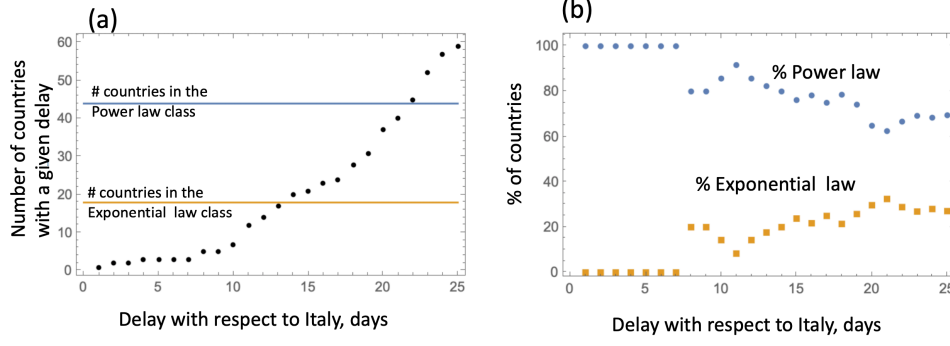 (a)
Number of countries
with a given delay
60
50
40
30
20
10
0
# countries in the
Power law class
# countries in the
Exponential law class
0
5
10
15
20
25
Delay with respect to Italy, days
(b)
% of countries
100
80
60
40
20
0
% Power law
% Exponential law
0
5
10
15
20
25
Delay with respect to Italy, days